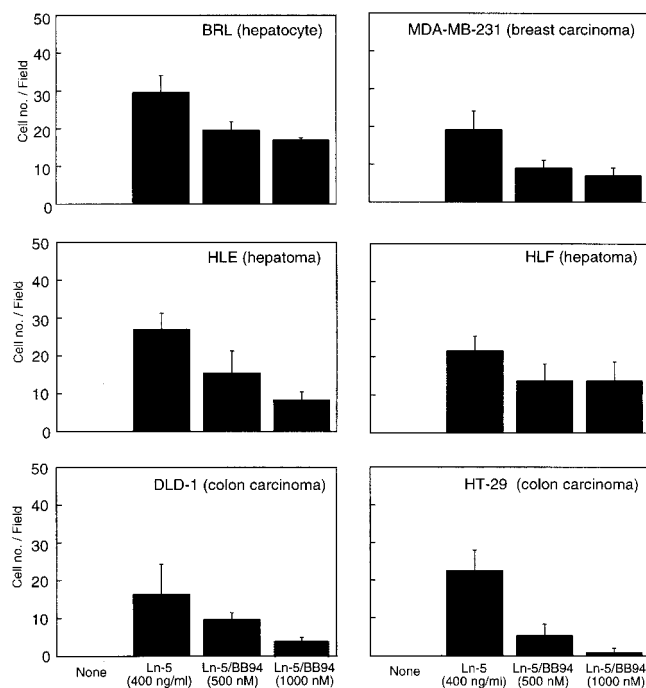 BRL (hepatocyte)
MDA-MB-231 (breast carcinoma)
50
40
30
20
10
0
Cell no. / Field
HLE (hepatoma)
HLF (hepatoma)
50
40
30
20
10
0
Cell no. / Field
DLD-1 (colon carcinoma)
HT-29 (colon carcinoma)
50
40
30
20
10
0
Cell no. / Field
None
Ln-5
(400 ng/ml)
Ln-5/BB94
(500 nM)
Ln-5/BB94
(1000 nM)
None
Ln-5
(400 ng/ml)
Ln-5/BB94
(500 nM)
Ln-5/BB94
(1000 nM)